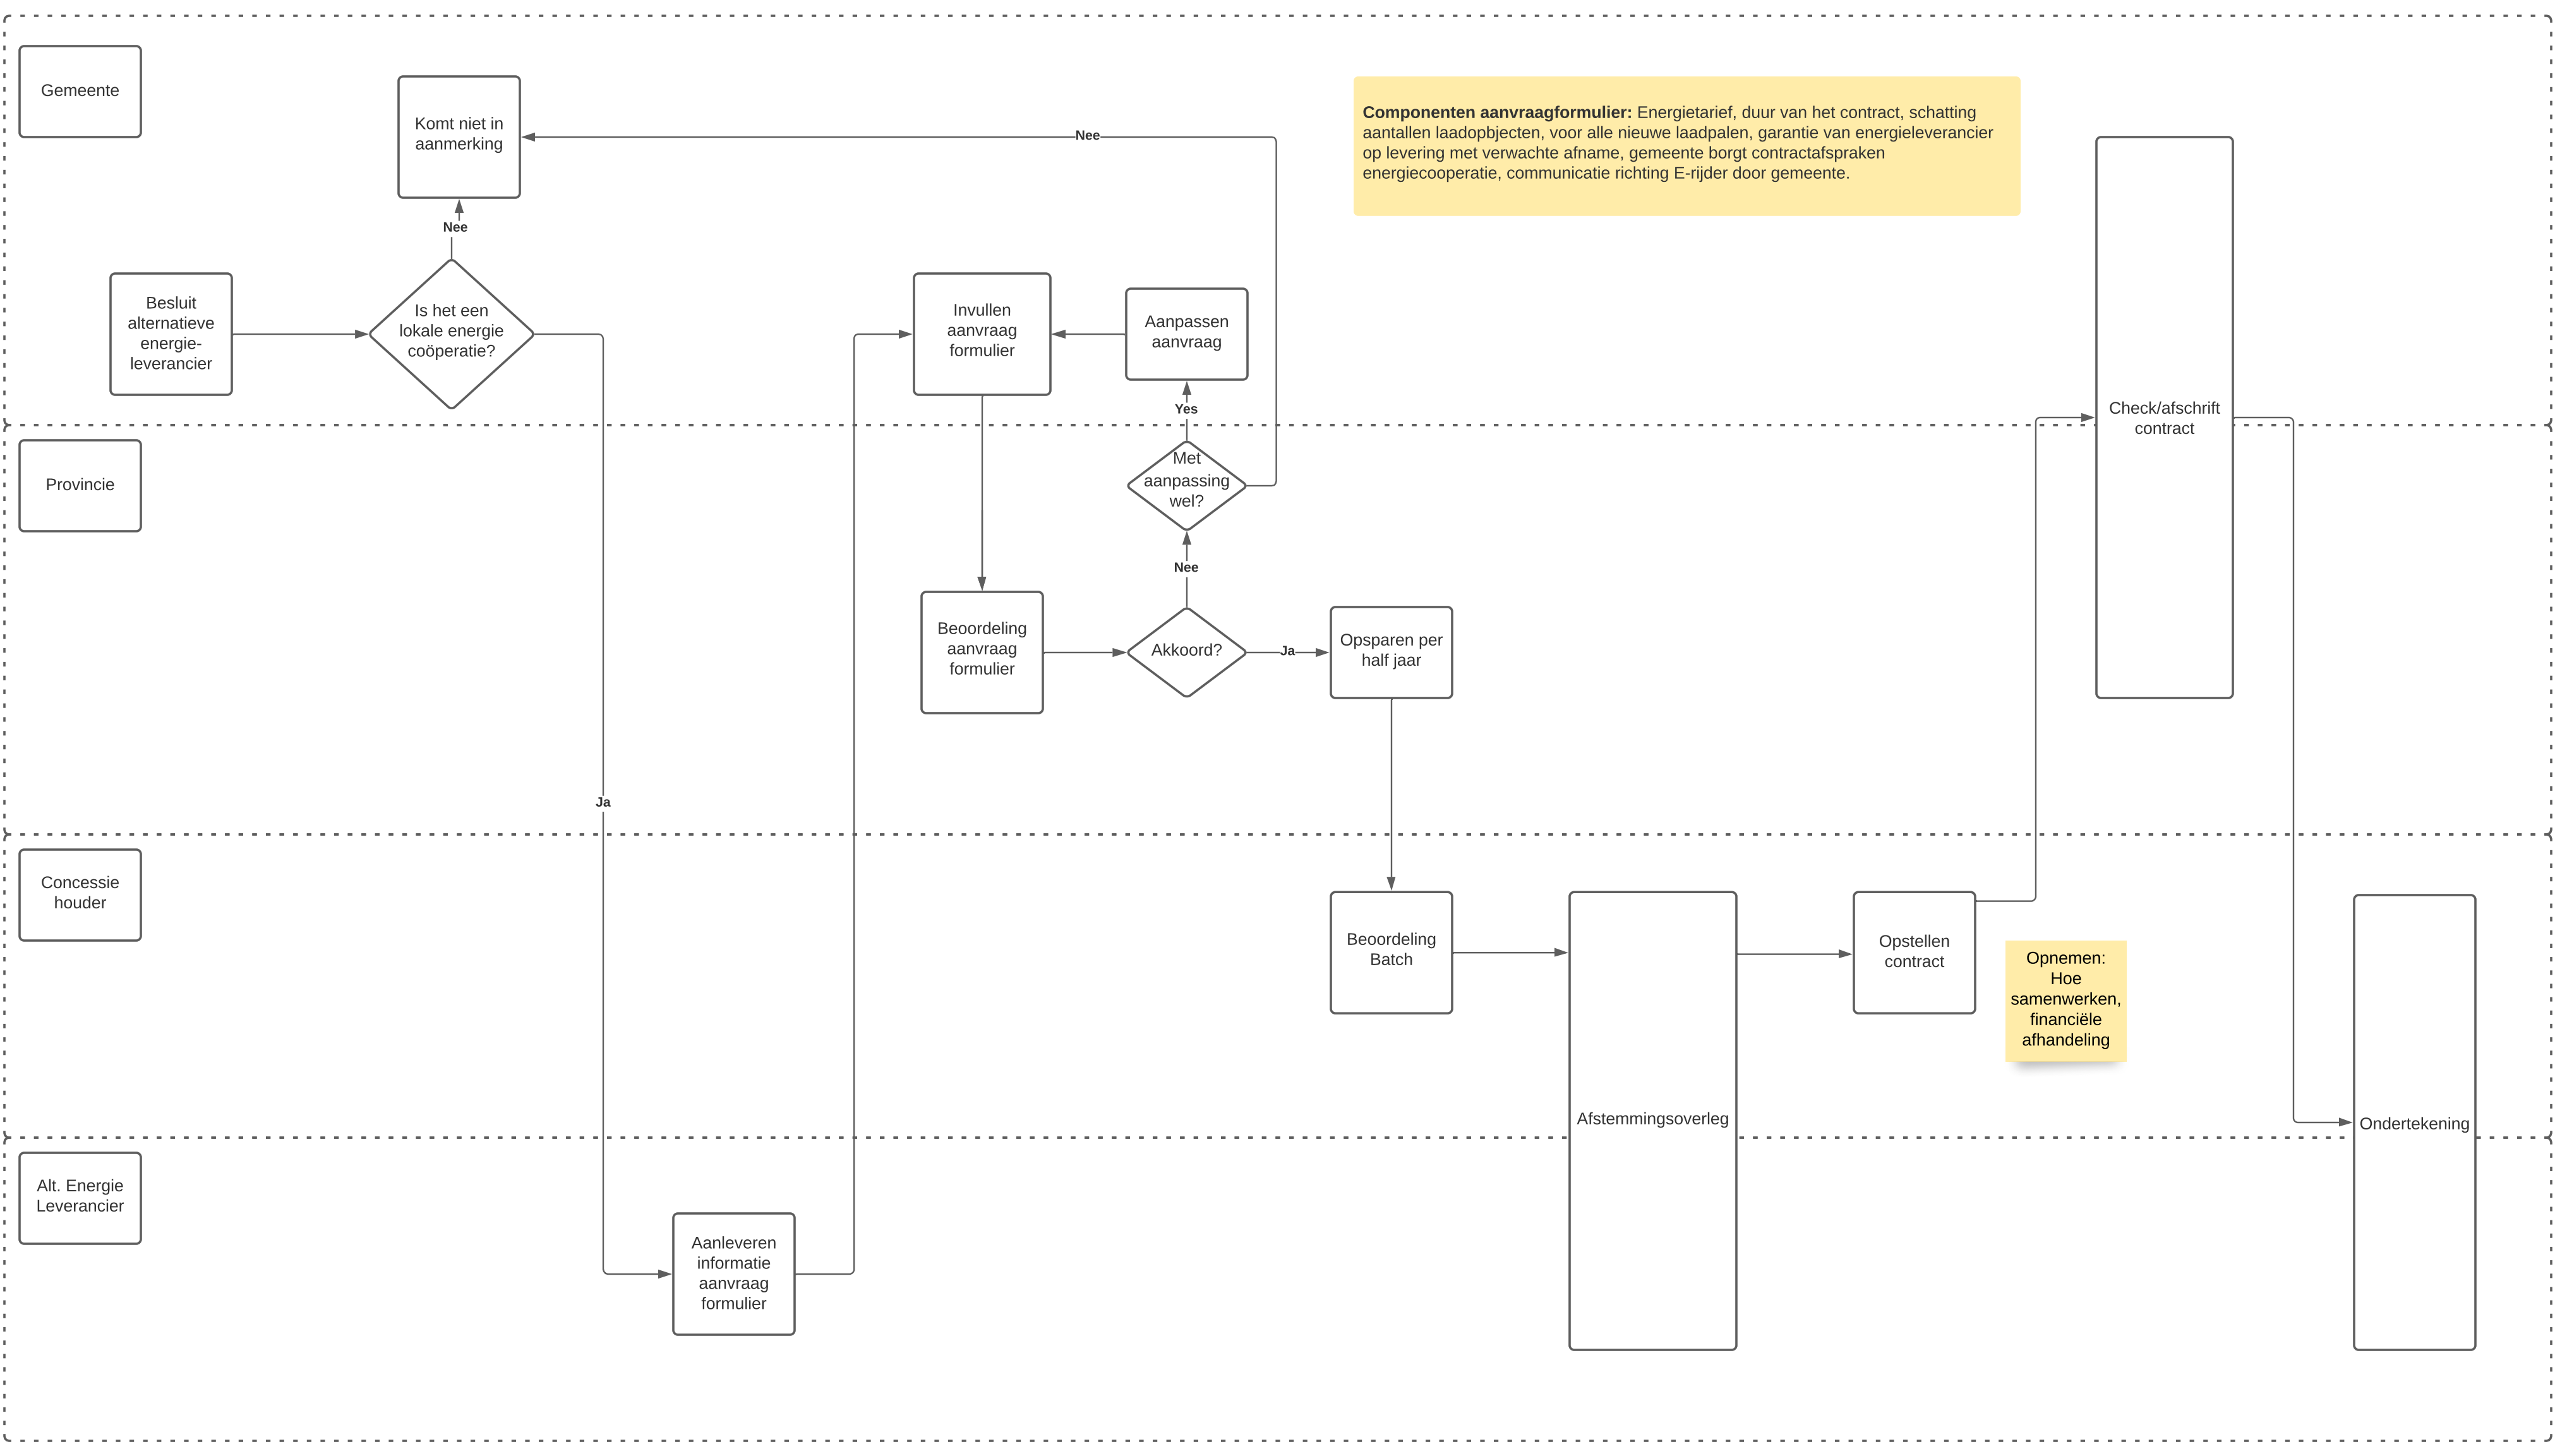 Gemeente
Komt niet in
aanmerking
Nee
Componenten aanvraagformulier: Energietarief, duur van het contract, schatting
aantallen laadopbjecten, voor alle nieuwe laadpalen, garantie van energieleverancier
op levering met verwachte afname, gemeente borgt contractafspraken
energiecooperatie, communicatie richting E-rijder door gemeente.
Nee
Besluit
alternatieve
energie-
leverancier
Is het een
lokale energie
coöperatie?
Invullen
aanvraag
formulier
Aanpassen
aanvraag
Yes
Check/afschrift
contract
Provincie
Met
aanpassing
wel?
Nee
Beoordeling
aanvraag
formulier
Akkoord?
Ja
Opsparen per
half jaar
Ja
Concessie
houder
Beoordeling
Batch
Opstellen
contract
Opnemen:
Hoe
samenwerken,
financiële
afhandeling
Afstemmingsoverleg
Ondertekening
Alt. Energie
Leverancier
Aanleveren
informatie
aanvraag
formulier